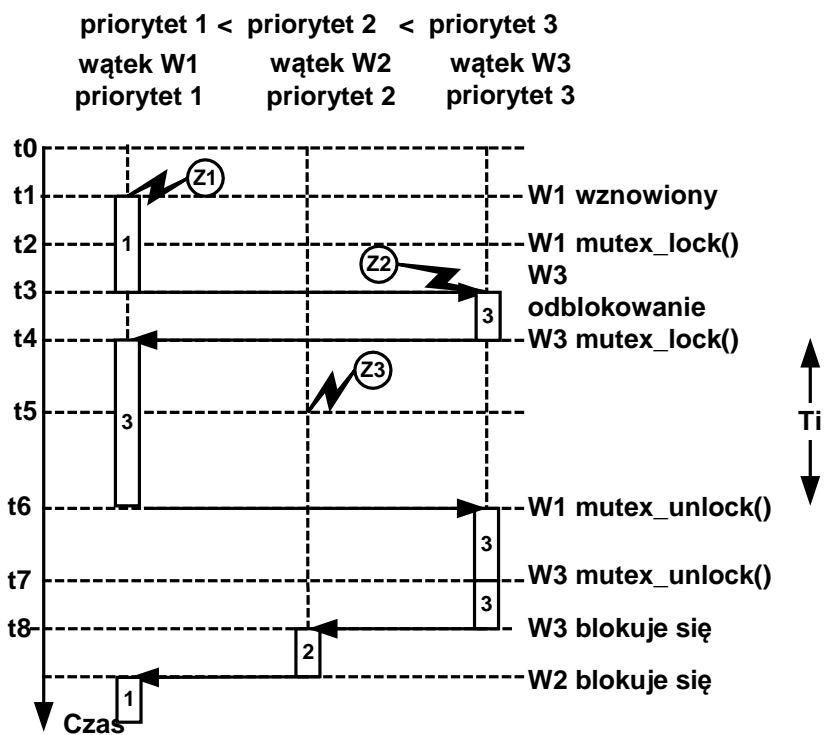 priorytet 1 < priorytet 2 < priorytet 3
wątek W1 wątek W2 wątek W3
priorytet 1 priorytet 2 priorytet 3
t0
Z1
t1 W1 wznowiony
1
t2 W1 mutex_lock()
Z2 W3
t3 odblokowanie
3
t4 W3 mutex_lock()
Z3
t5 3 Ti
t6 W1 mutex_unlock()
3
t7 W3 mutex_unlock()
3
t8 W3 blokuje się
2
W2 blokuje się
1
Czas